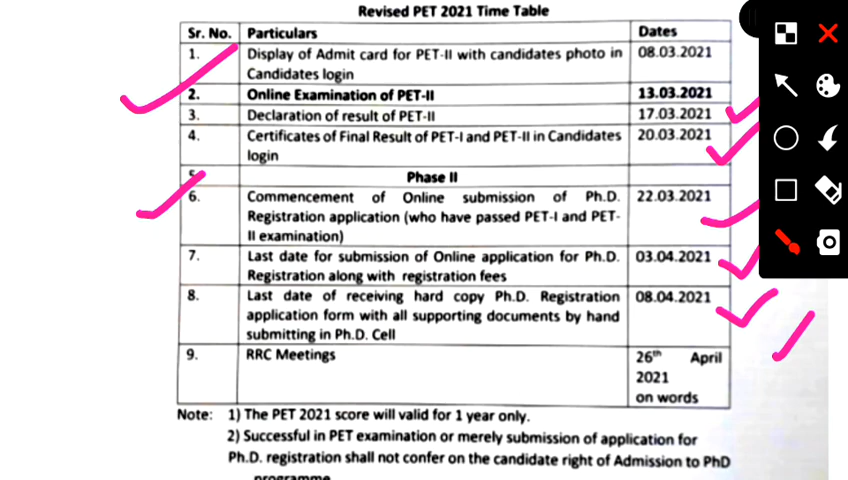 Revised PET 2021 Time Table
Sr. No. Particulars Dates
1. Display of Admit card for PET-II with candidates photo in 08.03.2021
Candidates login
2. Online Examination of PET-II 13.03.2021
3. Declaration of result of PET-II 17.03.2021
4. Certificates of Final Result of PET-I and PET-II in Candidates 20.03.2021
login
5. Phase II
6. Commencement of Online submission of Ph.D. 22.03.2021
Registration application (who have passed PET-I and PET-
II examination)
7. Last date for submission of Online application for Ph.D. 03.04.2021
Registration along with registration fees
8. Last date of receiving hard copy Ph.D. Registration 08.04.2021
application form with all supporting documents by hand
submitting in Ph.D. Cell
9. RRC Meetings 26th April
2021
on words
Note: 1) The PET 2021 score will valid for 1 year only.
2) Successful in PET examination or merely submission of application for
Ph.D. registration shall not confer on the candidate right of Admission to PhD
programme